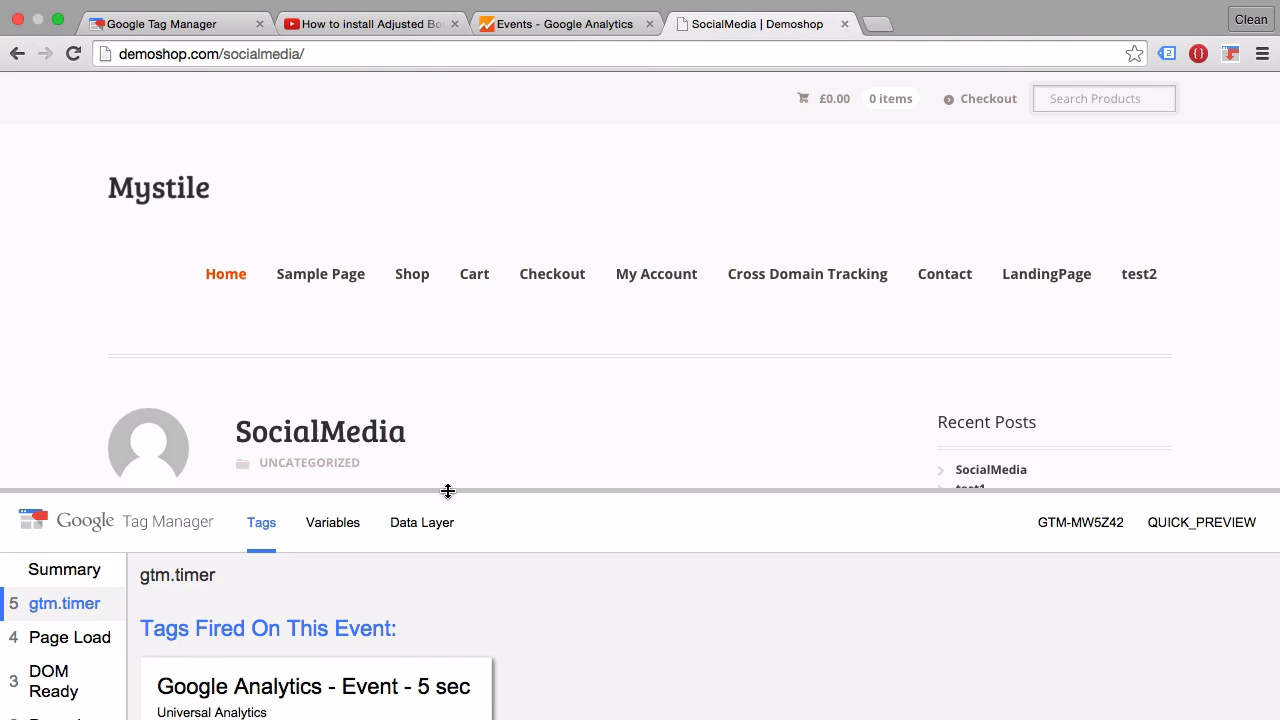 Google Tag Manager
How to install Adjusted Bo
Events - Google Analytics
SocialMedia | Demoshop
Clean
demoshop.com/socialmedia/
2
£0.00 0 items Checkout Search Products
Mystile
Home Sample Page Shop Cart Checkout My Account Cross Domain Tracking Contact LandingPage test2
SocialMedia
UNCATEGORIZED
Recent Posts
SocialMedia
test1
Google Tag Manager Tags Variables Data Layer GTM-MW5Z42 QUICK_PREVIEW
Summary
5 gtm.timer
4 Page Load
3 DOM
Ready
gtm.timer
Tags Fired On This Event:
Google Analytics - Event - 5 sec
Universal Analytics